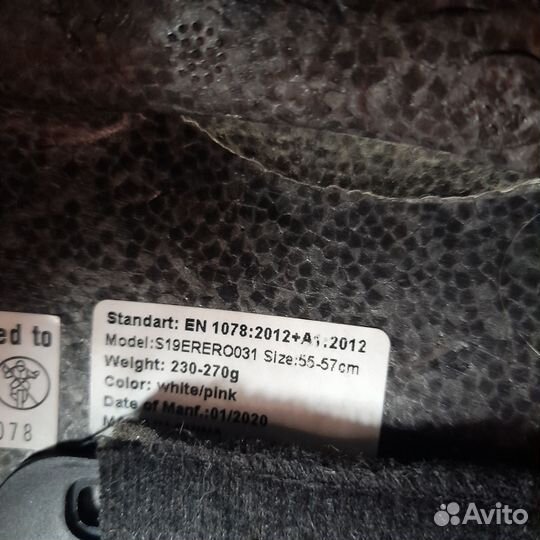 ed to
078
Standart: EN 1078:2012+A1:2012
Model:S19ERERO031 Size:55-57cm
Weight: 230-270g
Color: white/pink
Date of Manf.:01/2020
Avito